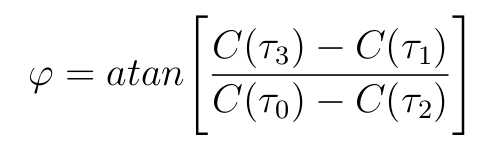 φ = atan[ (C(τ₃) − C(τ₁)) / (C(τ₀) − C(τ₂)) ]